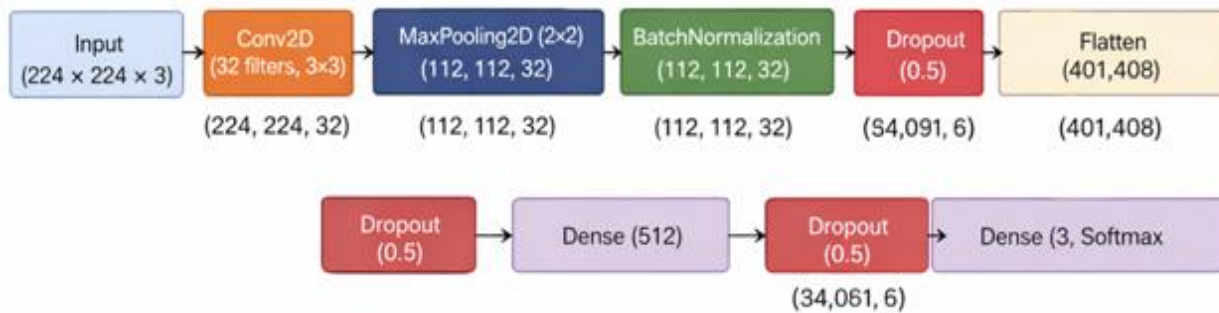 Input
(224 × 224 × 3)
Conv2D
(32 filters, 3×3)
MaxPooling2D (2×2)
(112, 112, 32)
BatchNormalization
(112, 112, 32)
Dropout
(0.5)
Flatten
(401,408)
(224, 224, 32)
(112, 112, 32)
(112, 112, 32)
(S4,091, 6)
(401,408)
Dropout
(0.5)
Dense (512)
Dropout
(0.5)
Dense (3, Softmax
(34,061, 6)